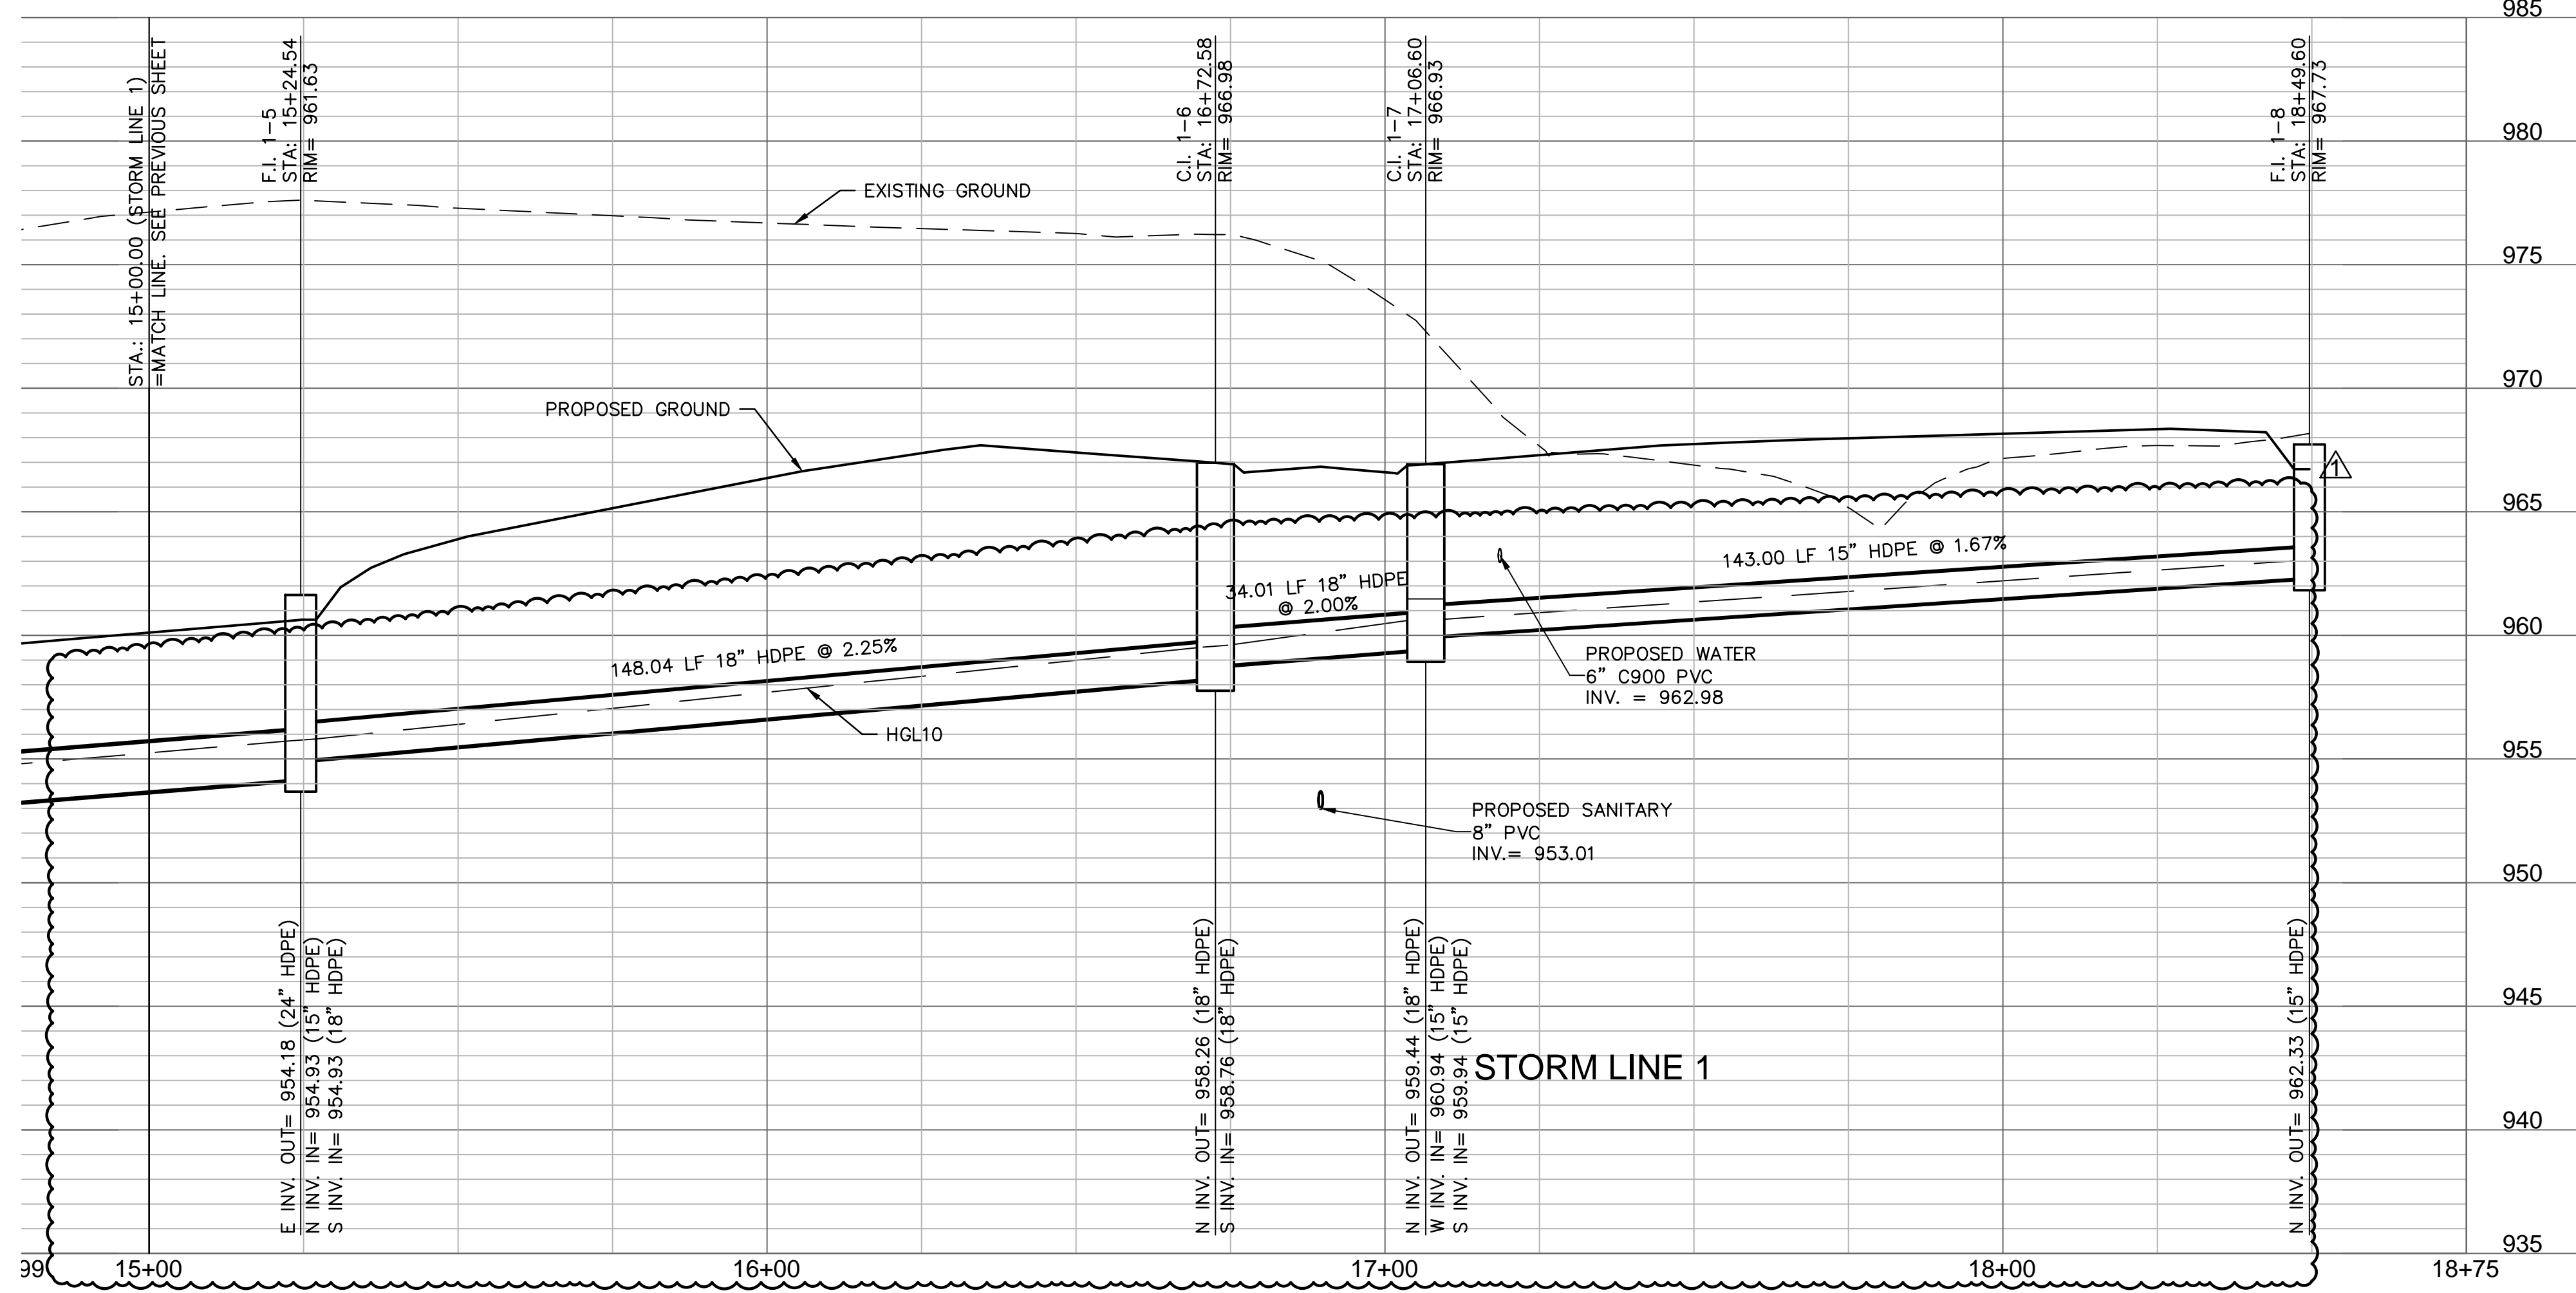 985
980
975
970
965
960
955
950
945
940
935
STA.: 15+00.00 (STORM LINE 1)
=MATCH LINE. SEE PREVIOUS SHEET
F.I. 1-5
STA: 15+24.54
RIM= 961.63
C.I. 1-6
STA: 16+72.58
RIM= 966.98
C.I. 1-7
STA: 17+06.60
RIM= 966.93
F.I. 1-8
STA: 18+49.60
RIM= 967.73
EXISTING GROUND
PROPOSED GROUND
1
148.04 LF 18" HDPE @ 2.25%
34.01 LF 18" HDPE
@ 2.00%
143.00 LF 15" HDPE @ 1.67%
HGL10
PROPOSED WATER
6" C900 PVC
INV. = 962.98
PROPOSED SANITARY
8" PVC
INV.= 953.01
E INV. OUT= 954.18 (24" HDPE)
N INV. IN= 954.93 (15" HDPE)
S INV. IN= 954.93 (18" HDPE)
N INV. OUT= 958.26 (18" HDPE)
S INV. IN= 958.76 (18" HDPE)
N INV. OUT= 959.44 (18" HDPE)
W INV. IN= 960.94 (15" HDPE)
S INV. IN= 959.94 (15" HDPE)
N INV. OUT= 962.33 (15" HDPE)
STORM LINE 1
99 15+00 16+00 17+00 18+00 18+75